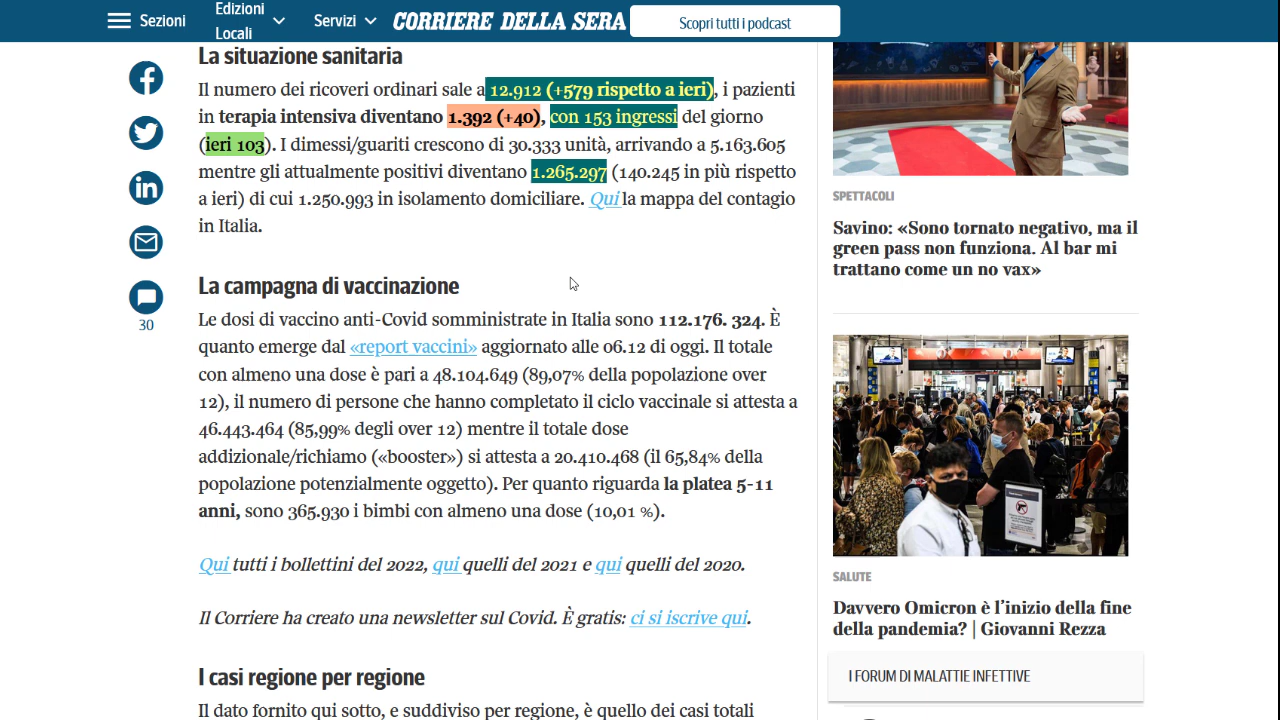 Sezioni
Edizioni
Locali
Servizi
CORRIERE DELLA SERA
Scopri tutti i podcast
La situazione sanitaria
Il numero dei ricoveri ordinari sale a 12.912 (+579 rispetto a ieri), i pazienti
in terapia intensiva diventano 1.392 (+40), con 153 ingressi del giorno
(ieri 103). I dimessi/guariti crescono di 30.333 unità, arrivando a 5.163.605
mentre gli attualmente positivi diventano 1.265.297 (140.245 in più rispetto
a ieri) di cui 1.250.993 in isolamento domiciliare. Qui la mappa del contagio
in Italia.
30
La campagna di vaccinazione
Le dosi di vaccino anti-Covid somministrate in Italia sono 112.176. 324. È
quanto emerge dal «report vaccini» aggiornato alle 06.12 di oggi. Il totale
con almeno una dose è pari a 48.104.649 (89,07% della popolazione over
12), il numero di persone che hanno completato il ciclo vaccinale si attesta a
46.443.464 (85,99% degli over 12) mentre il totale dose
addizionale/richiamo («booster») si attesta a 20.410.468 (il 65,84% della
popolazione potenzialmente oggetto). Per quanto riguarda la platea 5-11
anni, sono 365.930 i bimbi con almeno una dose (10,01 %).
Qui tutti i bollettini del 2022, qui quelli del 2021 e qui quelli del 2020.
Il Corriere ha creato una newsletter sul Covid. È gratis: ci si iscrive qui.
I casi regione per regione
Il dato fornito qui sotto, e suddiviso per regione, è quello dei casi totali
SPETTACOLI
Savino: «Sono tornato negativo, ma il
green pass non funziona. Al bar mi
trattano come un no vax»
SALUTE
Davvero Omicron è l'inizio della fine
della pandemia? | Giovanni Rezza
I FORUM DI MALATTIE INFETTIVE